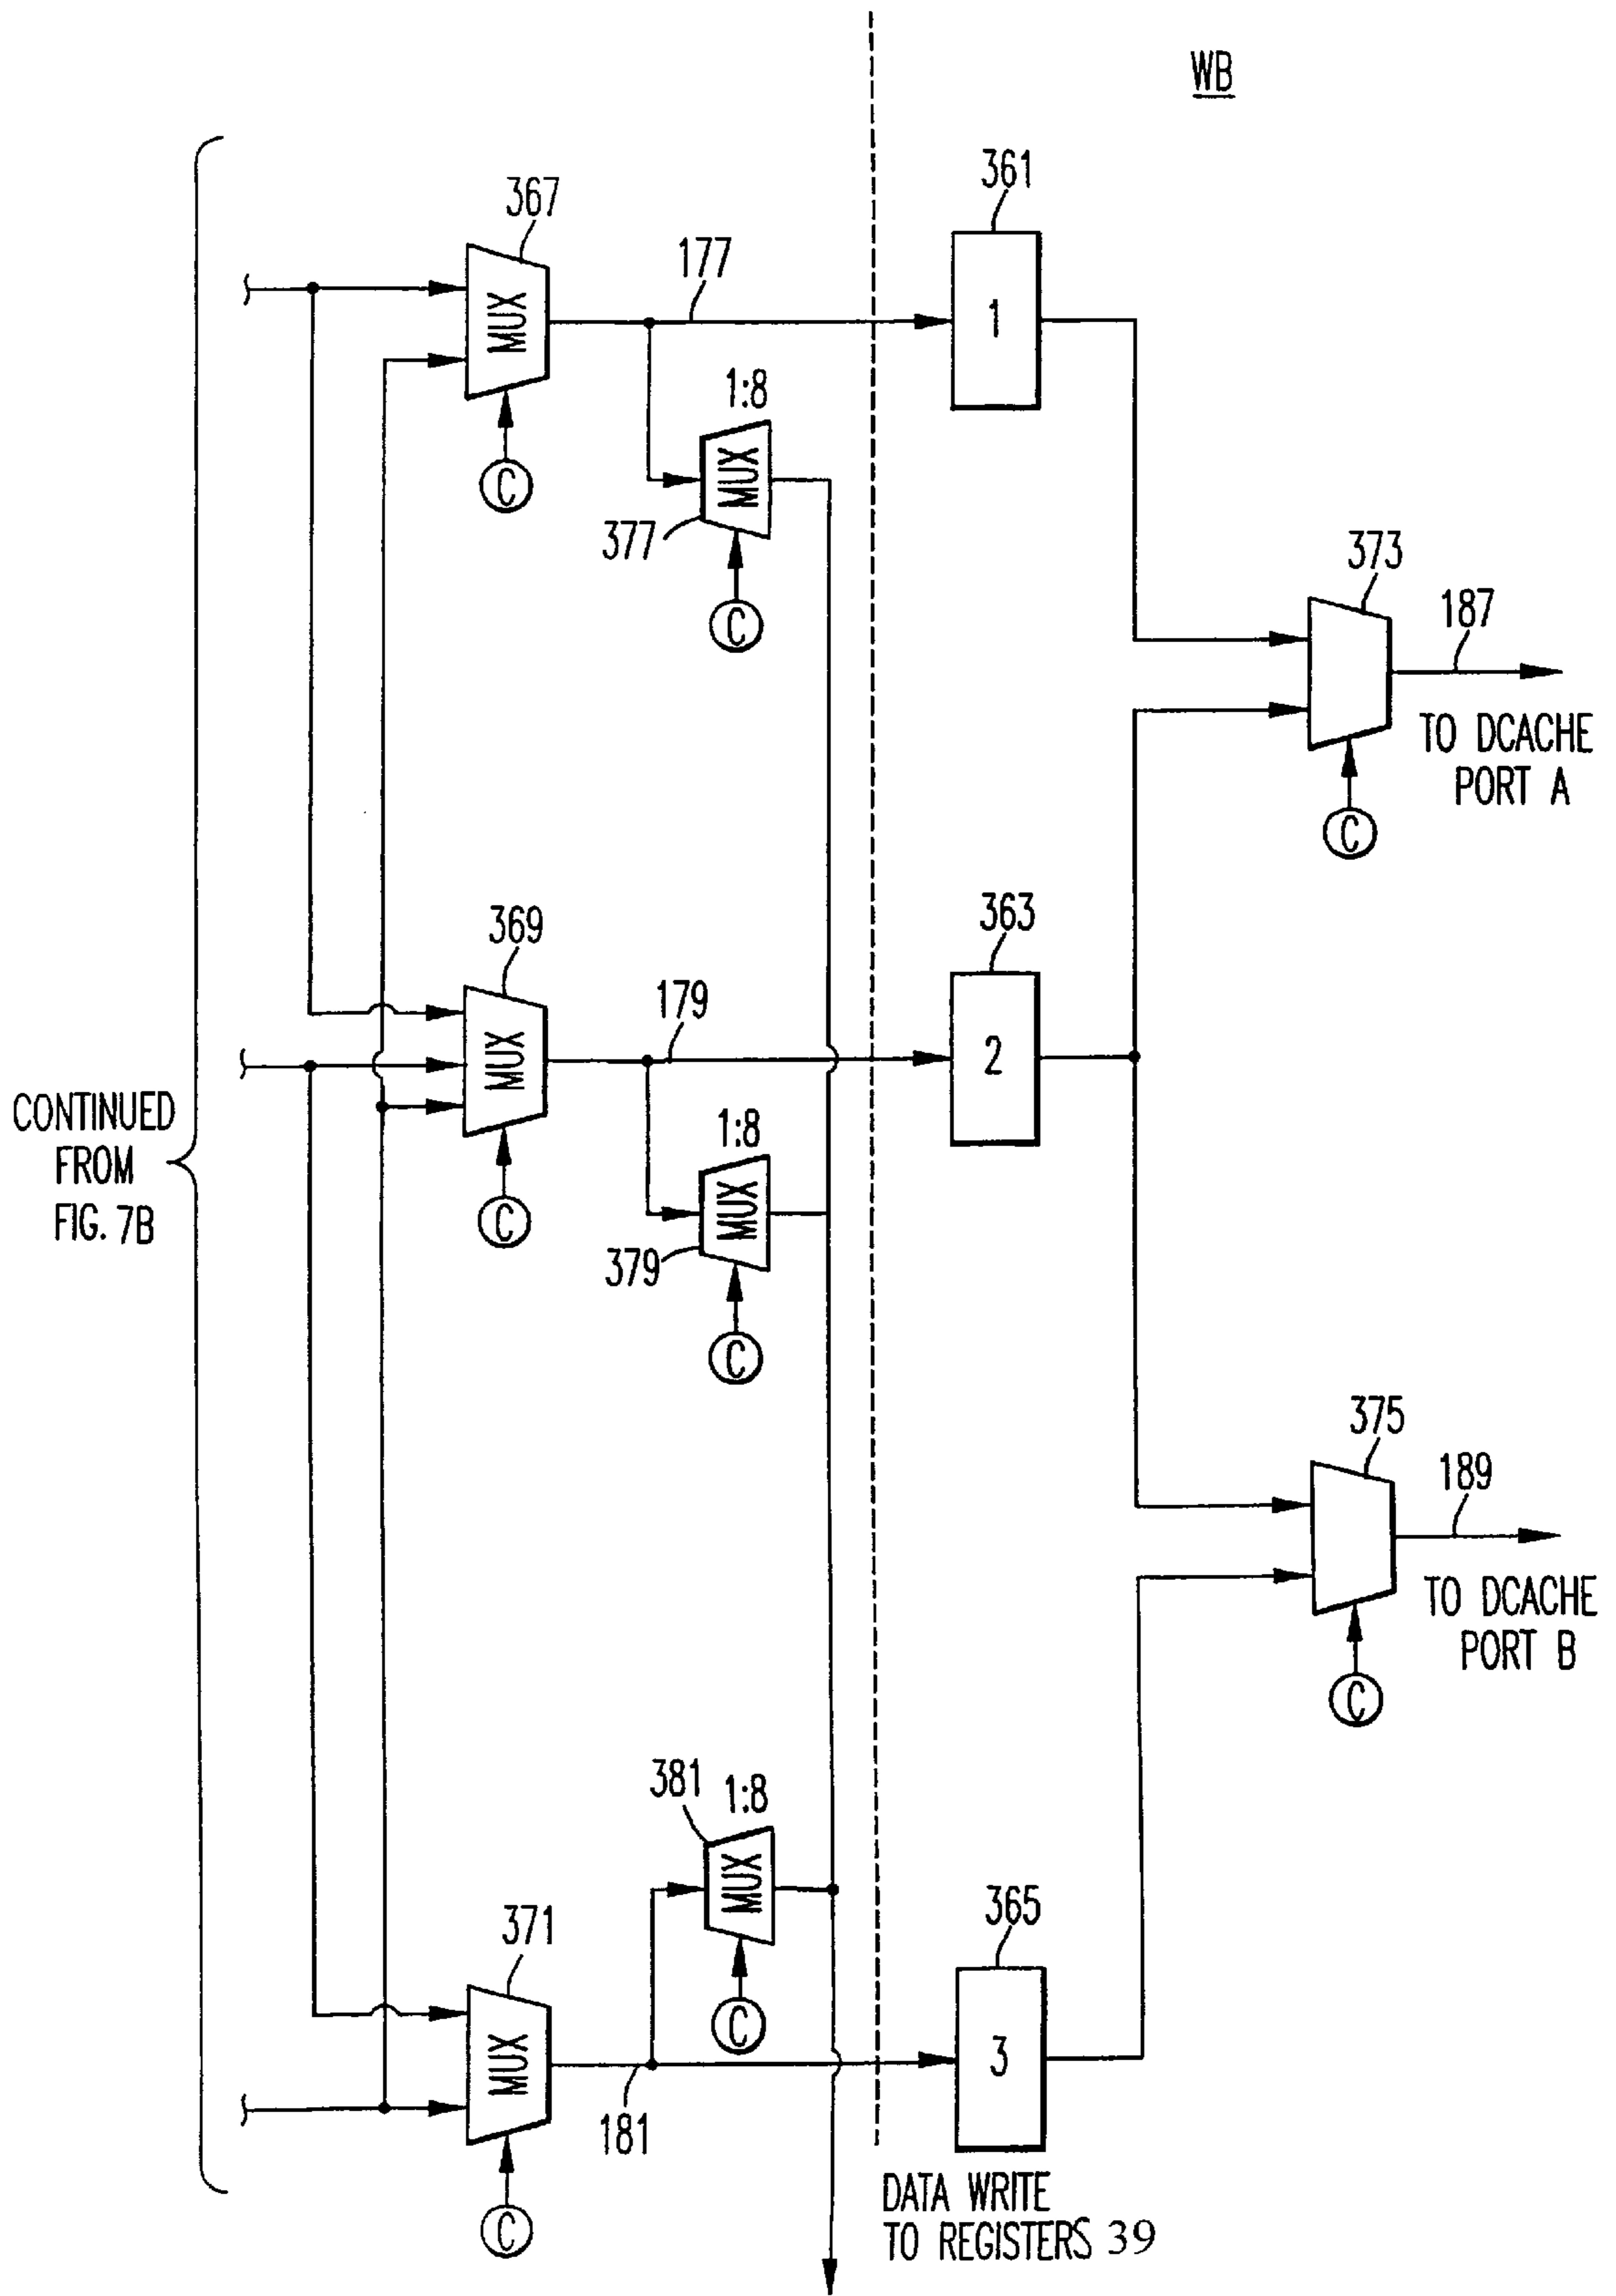 WB
361
367
177
1
MUX
1:8
MUX
C
377
C
373
187
TO DCACHE
PORT A
C
369
363
179
MUX
2
CONTINUED
FROM
FIG. 7B
1:8
MUX
C
379
C
375
189
TO DCACHE
PORT B
C
381
1:8
MUX
365
371
C
MUX
3
181
C
DATA WRITE
TO REGISTERS 39